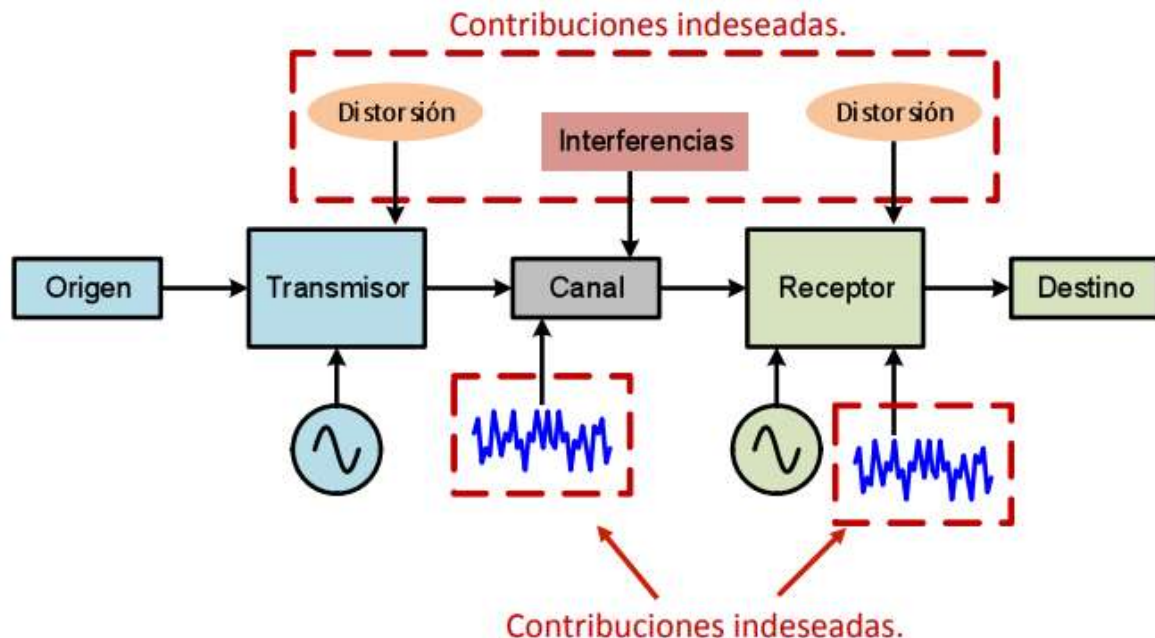 Contribuciones indeseadas.
Distorsión
Distorsión
Interferencias
Origen
Transmisor
Canal
Receptor
Destino
Contribuciones indeseadas.